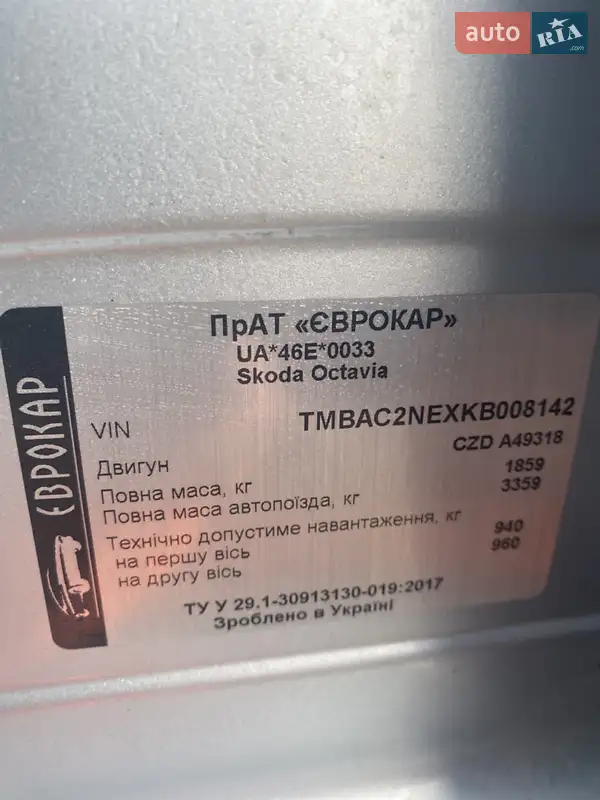 auto RIA .com
ПрАТ «ЄВРОКАР»
UA*46E*0033
Skoda Octavia
ЄВРОКАР
VIN TMBAC2NEXKB008142
Двигун CZD A49318
Повна маса, кг 1859
Повна маса автопоїзда, кг 3359
Технічно допустиме навантаження, кг
на першу вісь 940
на другу вісь 960
ТУ У 29.1-30913130-019:2017
Зроблено в Україні